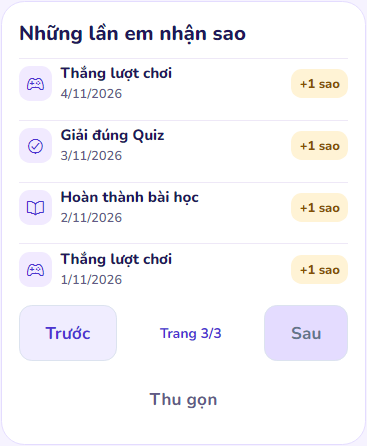 Những lần em nhận sao
Thắng lượt chơi
4/11/2026
+1 sao
Giải đúng Quiz
3/11/2026
+1 sao
Hoàn thành bài học
2/11/2026
+1 sao
Thắng lượt chơi
1/11/2026
+1 sao
Trước
Trang 3/3
Sau
Thu gọn